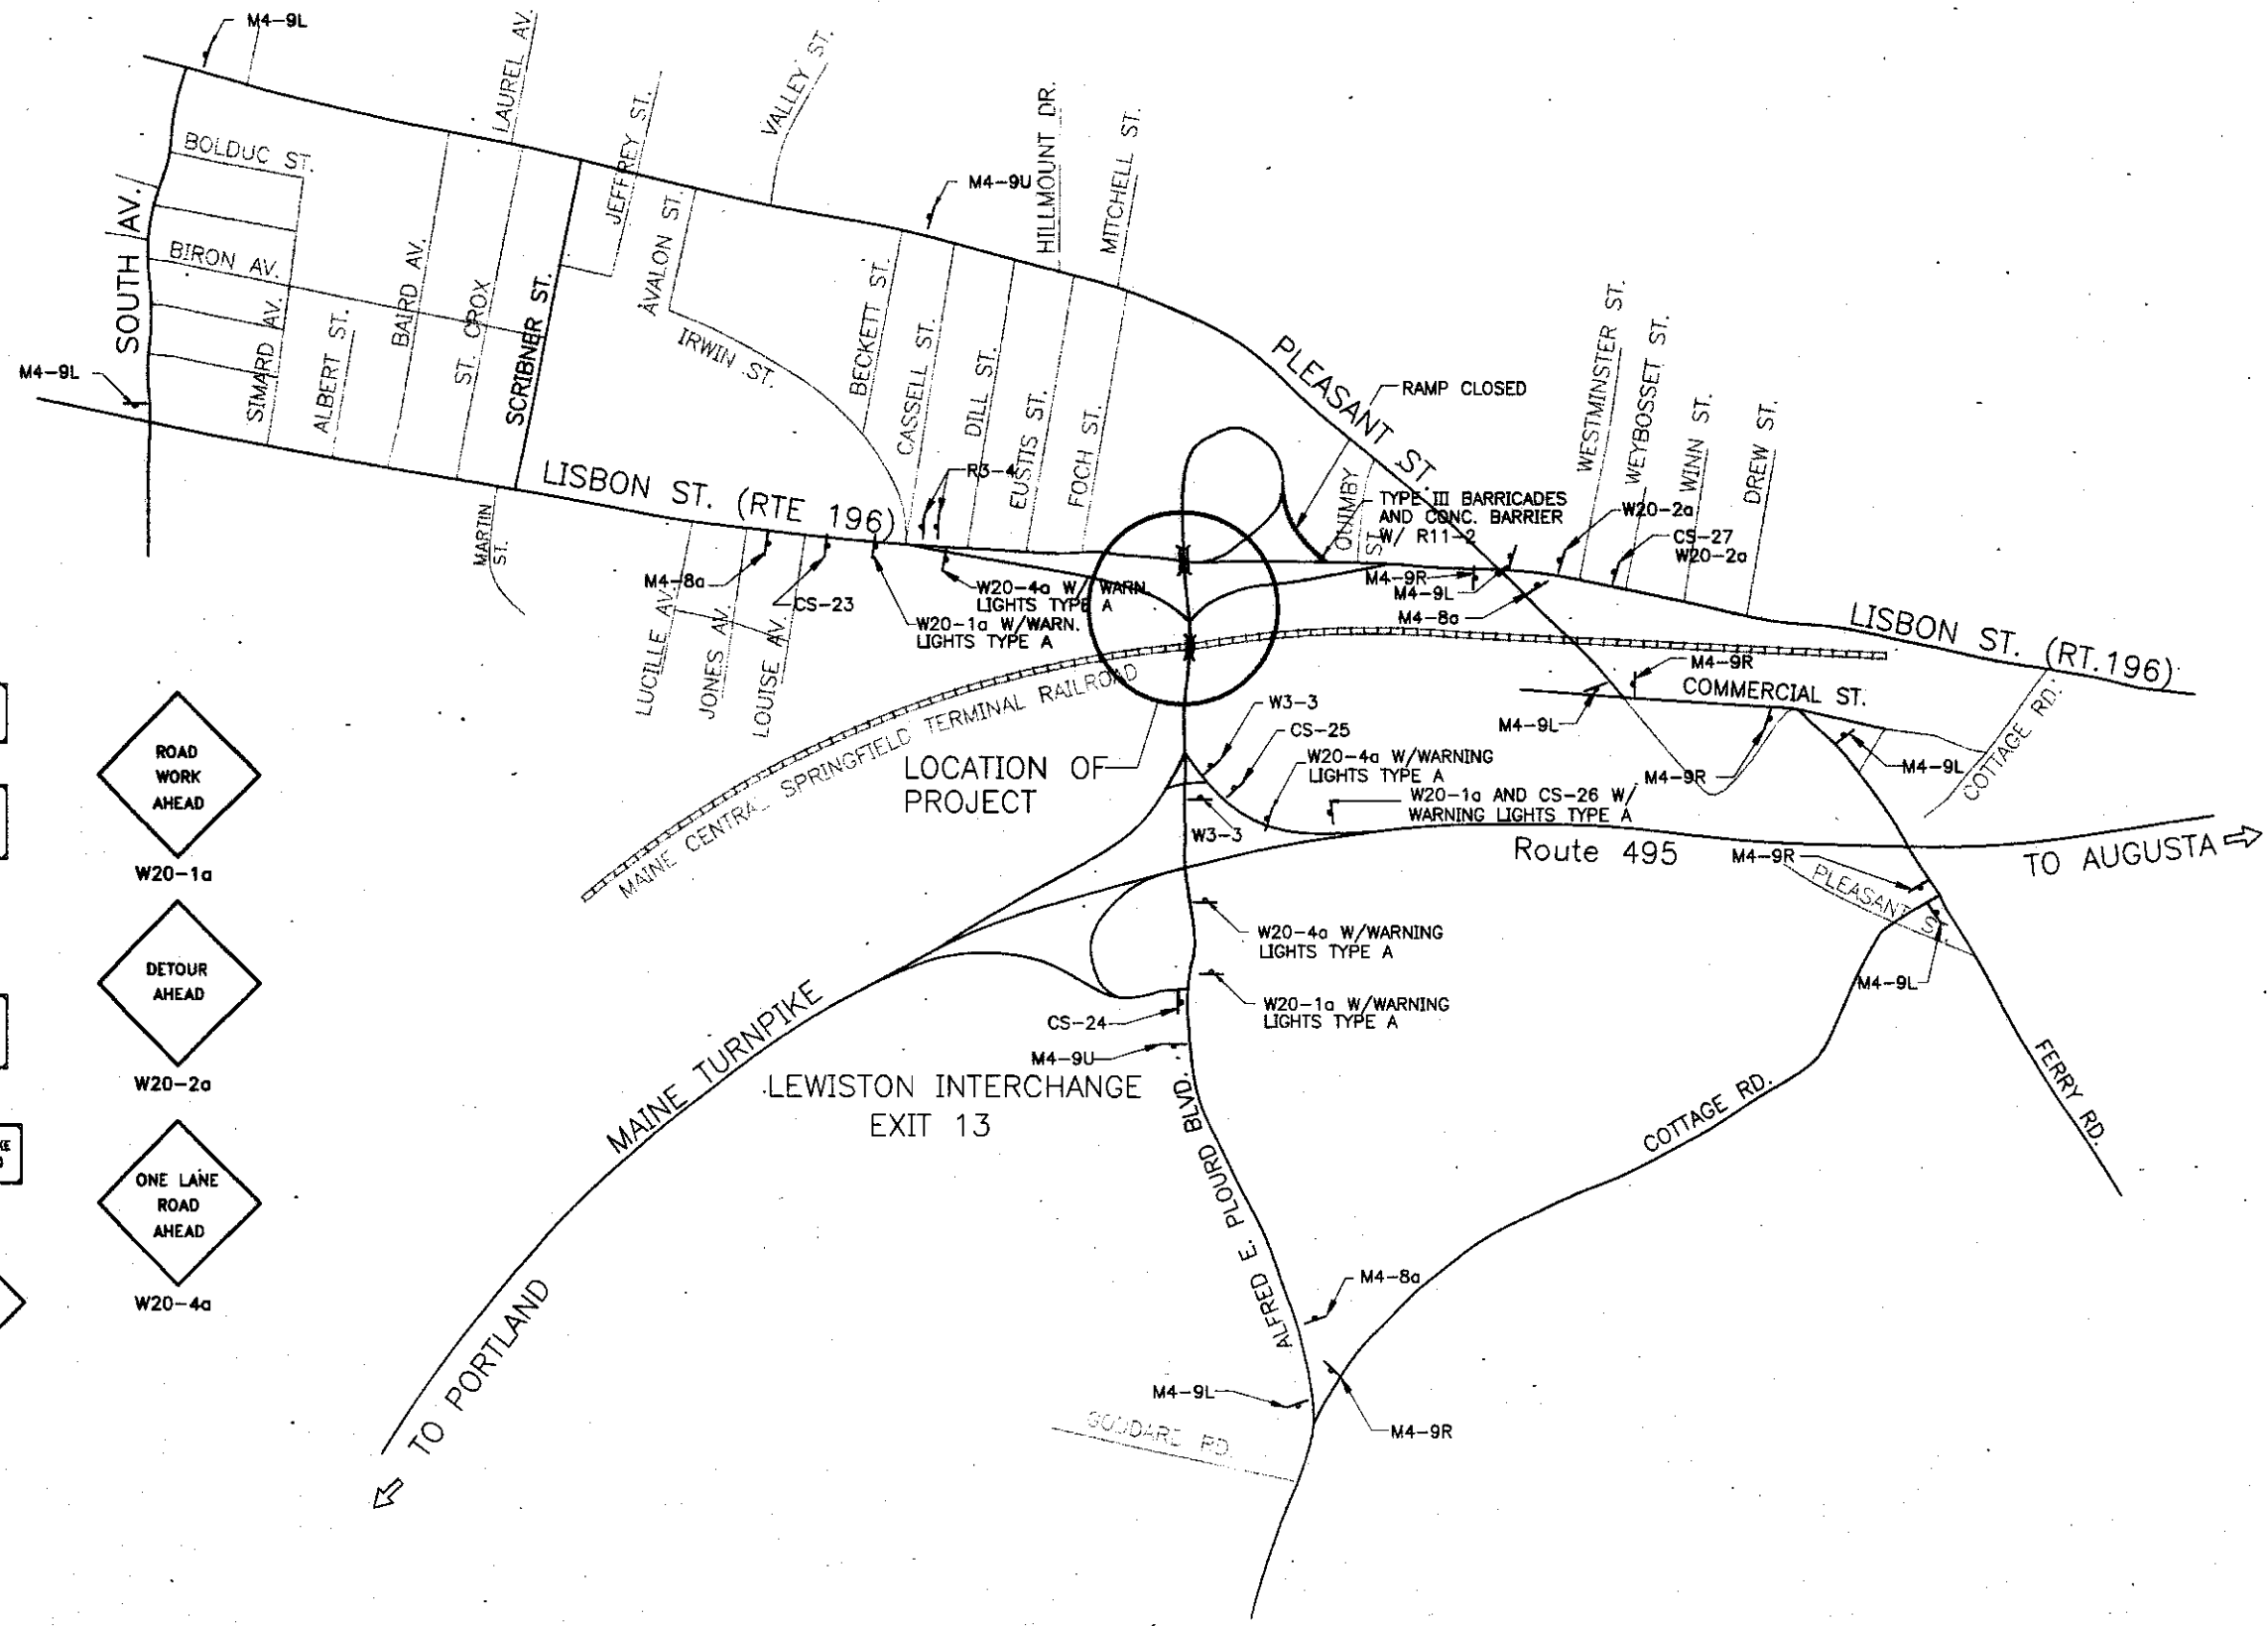 M4-9L
LAUREL AV.
VALLEY ST.
JEFFREY ST.
HILLMOUNT DR.
MITCHELL ST.
BOLDUC ST.
SOUTH AV.
M4-9U
AVALON ST.
BIRON AV.
BAIRD AV.
ST. CROX
SCRIBNER ST.
SIMARD AV.
ALBERT ST.
IRWIN ST.
BECKETT ST.
CASSELL ST.
DILL ST.
EUSTIS ST.
FOCH ST.
PLEASANT ST.
RAMP CLOSED
WESTMINSTER ST.
WEYBOSSET ST.
WINN ST.
DREW ST.
M4-9L
LISBON ST. (RTE 196)
R3-4
QUIMBY
ST.
TYPE III BARRICADES
AND CONC. BARRIER
W/ R11-2
W20-2a
CS-27
W20-2a
MARTIN
ST.
M4-8a
CS-23
W20-4a W/ WARN.
LIGHTS TYPE A
W20-1a W/WARN.
LIGHTS TYPE A
M4-9R
M4-9L
M4-8a
LUCILLE AV.
JONES AV.
LOUISE AV.
LISBON ST. (RT.196)
M4-9R
COMMERCIAL ST.
M4-9L
COTTAGE RD.
MAINE CENTRAL SPRINGFIELD TERMINAL RAILROAD
W3-3
CS-25
LOCATION OF
PROJECT
W20-4a W/WARNING
LIGHTS TYPE A
M4-9R
M4-9L
W20-1a AND CS-26 W/
WARNING LIGHTS TYPE A
W3-3
Route 495
M4-9R
TO AUGUSTA
PLEASANT ST.
ROAD
WORK
AHEAD
W20-1a
DETOUR
AHEAD
W20-2a
ONE LANE
ROAD
AHEAD
W20-4a
W20-4a W/WARNING
LIGHTS TYPE A
W20-1a W/WARNING
LIGHTS TYPE A
M4-9L
CS-24
M4-9U
MAINE TURNPIKE
LEWISTON INTERCHANGE
EXIT 13
ALFRED E. PLOURD BLVD.
COTTAGE RD.
FERRY RD.
M4-8a
TO PORTLAND
M4-9L
M4-9R
GODDARD RD.